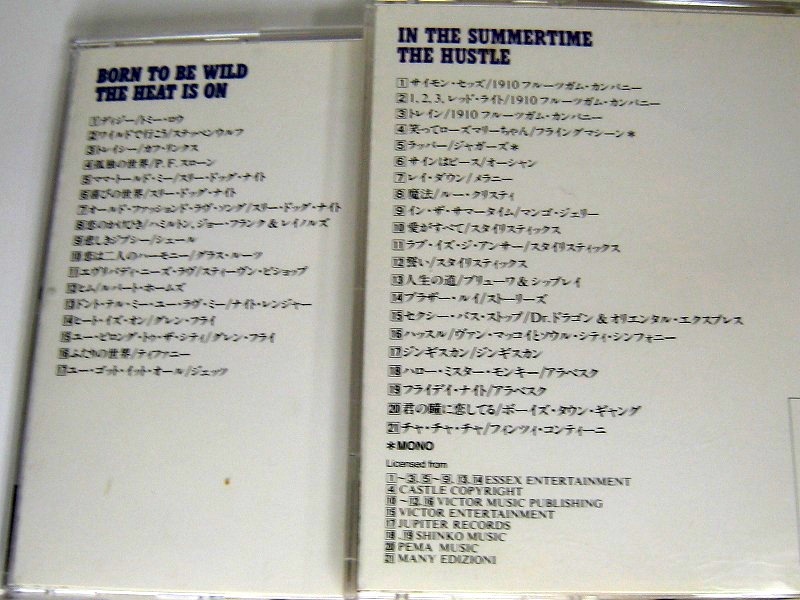 BORN TO BE WILD
THE HEAT IS ON
1 ディジー/トミー・ロウ
2 ワイルドで行こう/ステッペンウルフ
3 トレイシー/カフ・リンクス
4 孤独の世界/P.F.スローン
5 ママ・トールド・ミー/スリー・ドッグ・ナイト
6 喜びの世界/スリー・ドッグ・ナイト
7 オールド・ファッションド・ラヴ・ソング/スリー・ドッグ・ナイト
8 恋のかけひき/ハミルトン、ジョー・フランク&レイノルズ
9 悲しきジプシー/シェール
10 恋は二人のハーモニー/グラス・ルーツ
11 エヴリバディ・ニーズ・ラヴ/スティーヴン・ビショップ
12 ヒム/ルパート・ホームズ
13 ドント・テル・ミー・ユー・ラヴ・ミー/ナイト・レンジャー
14 ヒート・イズ・オン/グレン・フライ
15 ユー・ビロング・トゥ・ザ・シティ/グレン・フライ
16 ふたりの世界/ティファニー
17 ユー・ゴット・イット・オール/ジェッツ
IN THE SUMMERTIME
THE HUSTLE
1 サイモン・セッズ/1910フルーツガム・カンパニー
2 1, 2, 3, レッド・ライト/1910フルーツガム・カンパニー
3 トレイン/1910フルーツガム・カンパニー
4 笑ってローズマリーちゃん/フライングマシーン*
5 ラッパー/ジャガーズ*
6 サインはピース/オーシャン
7 レイ・ダウン/メラニー
8 魔法/ルー・クリスティ
9 イン・ザ・サマータイム/マンゴ・ジェリー
10 愛がすべて/スタイリスティックス
11 ラブ・イズ・ジ・アンサー/スタイリスティックス
12 誓い/スタイリスティックス
13 人生の道/ブリューワ&シップレイ
14 ブラザー・ルイ/ストーリーズ
15 セクシー・バス・ストップ/Dr.ドラゴン&オリエンタル・エクスプレス
16 ハッスル/ヴァン・マッコイとソウル・シティ・シンフォニー
17 ジンギスカン/ジンギスカン
18 ハロー・ミスター・モンキー/アラベスク
19 フライデイ・ナイト/アラベスク
20 君の瞳に恋してる/ボーイズ・タウン・ギャング
21 チャ・チャ・チャ/フィンツィ・コンティーニ
*MONO
Licensed from
1~3, 5~9, 13, 14 ESSEX ENTERTAINMENT
4 CASTLE COPYRIGHT
10~12, 16 VICTOR MUSIC PUBLISHING
15 VICTOR ENTERTAINMENT
17 JUPITER RECORDS
18, 19 SHINKO MUSIC
20 PEMA MUSIC
21 MANY EDIZIONI